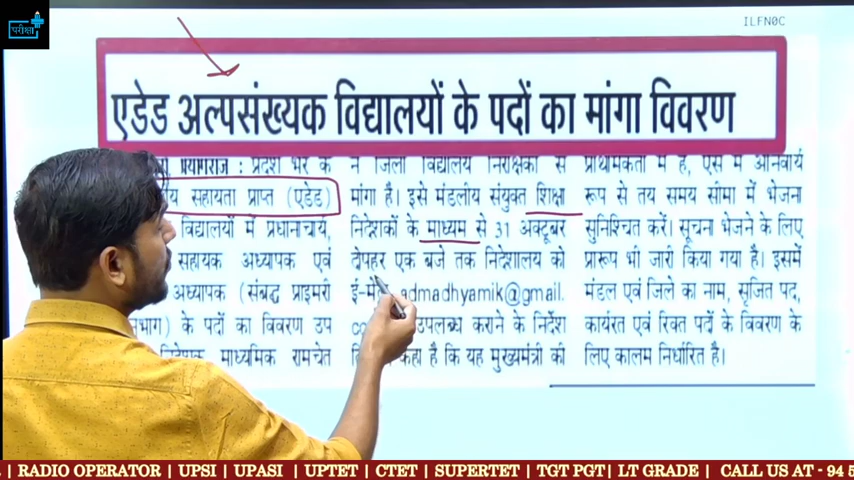 परीक्षा
ILFN0C
एडेड अल्पसंख्यक विद्यालयों के पदों का मांगा विवरण
प्रयागराज : प्रदेश भर के
सहायता प्राप्त (एडेड)
विद्यालयों में प्रधानाचार्य,
सहायक अध्यापक एवं
अध्यापक (संबद्ध प्राइमरी
के पदों का विवरण उप
माध्यमिक रामचेत
ने जिला विद्यालय निरीक्षकों से
मांगा है। इसे मंडलीय संयुक्त शिक्षा
निदेशकों के माध्यम से 31 अक्टूबर
दोपहर एक बजे तक निदेशालय को
admadhyamik@gmail.
उपलब्ध कराने के निर्देश
कहा है कि यह मुख्यमंत्री की
प्राथमिकता में है, ऐसे में अनिवार्य
रूप से तय समय सीमा में भेजना
सुनिश्चित करें। सूचना भेजने के लिए
प्रारूप भी जारी किया गया है। इसमें
मंडल एवं जिले का नाम, सृजित पद,
कार्यरत एवं रिक्त पदों के विवरण के
लिए कालम निर्धारित है।
| RADIO OPERATOR | UPSI | UPASI | UPTET | CTET | SUPERTET | TGT PGT| LT GRADE | CALL US AT - 94 5